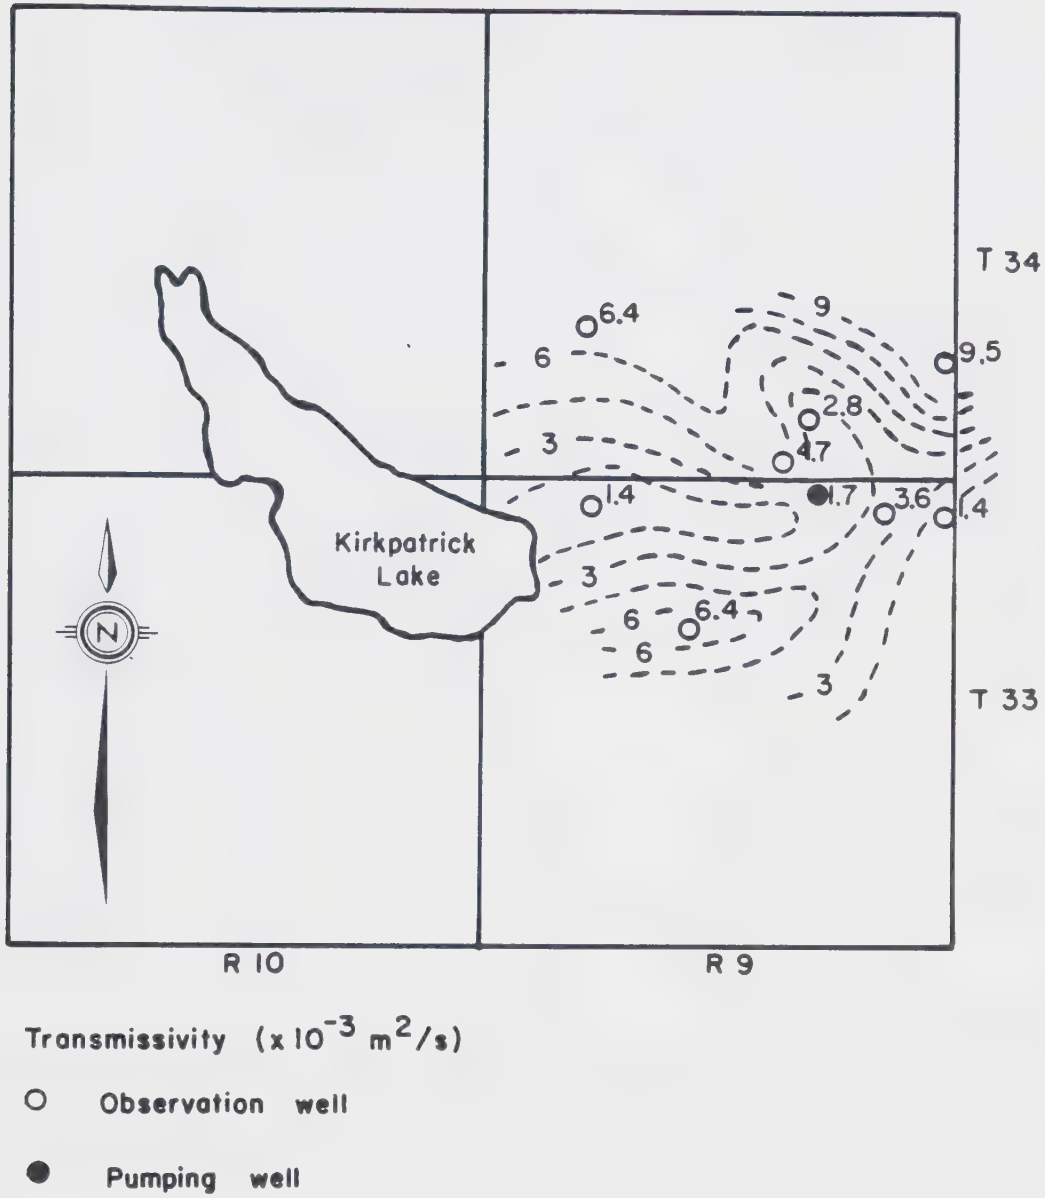 T 34
9
6.4
9.5
6
2.8
3
4.7
1.4
1.7
3.6
1.4
Kirkpatrick
Lake
3
6
6.4
N
6
3
T 33
R 10
R 9
Transmissivity (x 10⁻³ m²/s)
Observation well
Pumping well